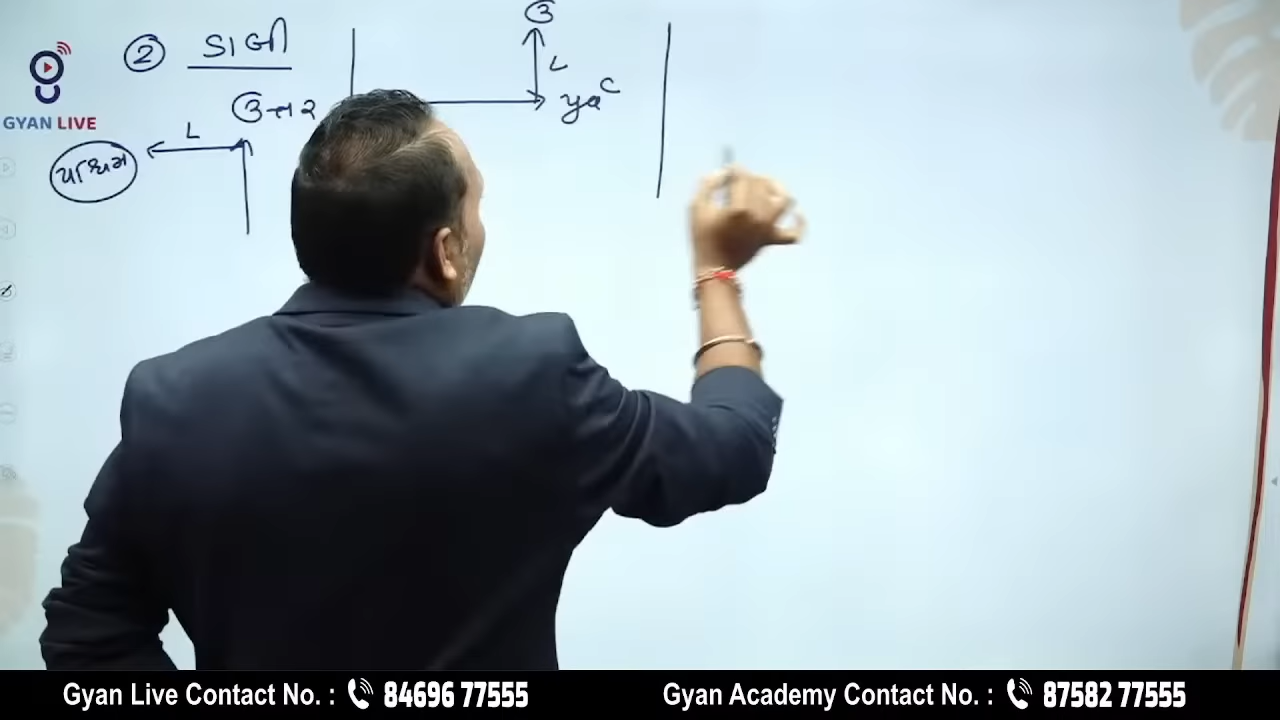 ② ડાબી
ઉ
L
પૂર્વ
ઉત્તર
L
પશ્ચિમ
GYAN LIVE
Gyan Live Contact No. : 84696 77555
Gyan Academy Contact No. : 87582 77555